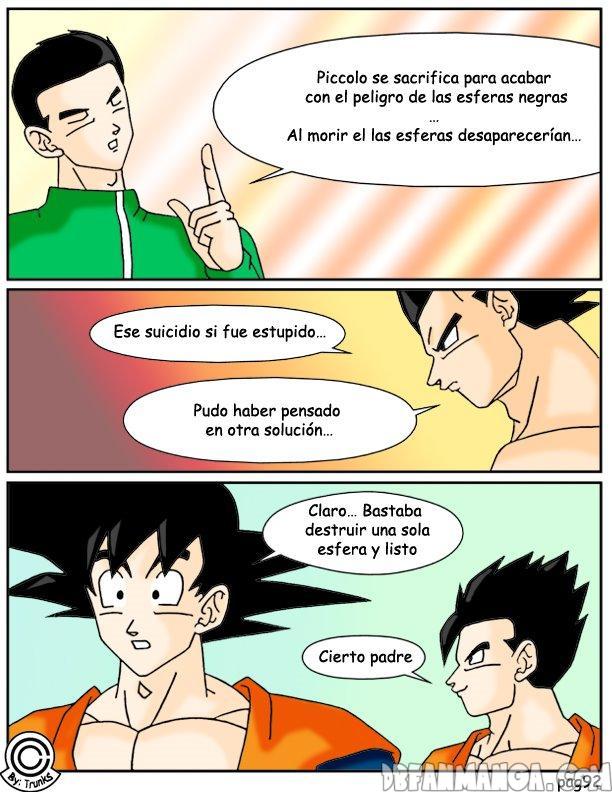 Piccolo se sacrifica para acabar
con el peligro de las esferas negras
...
Al morir el las esferas desaparecerían...
Ese suicidio si fue estupido...
Pudo haber pensado
en otra solución...
Claro... Bastaba
destruir una sola
esfera y listo
Cierto padre
©
By: Trunks
pag92
DBFANMANGA.COM